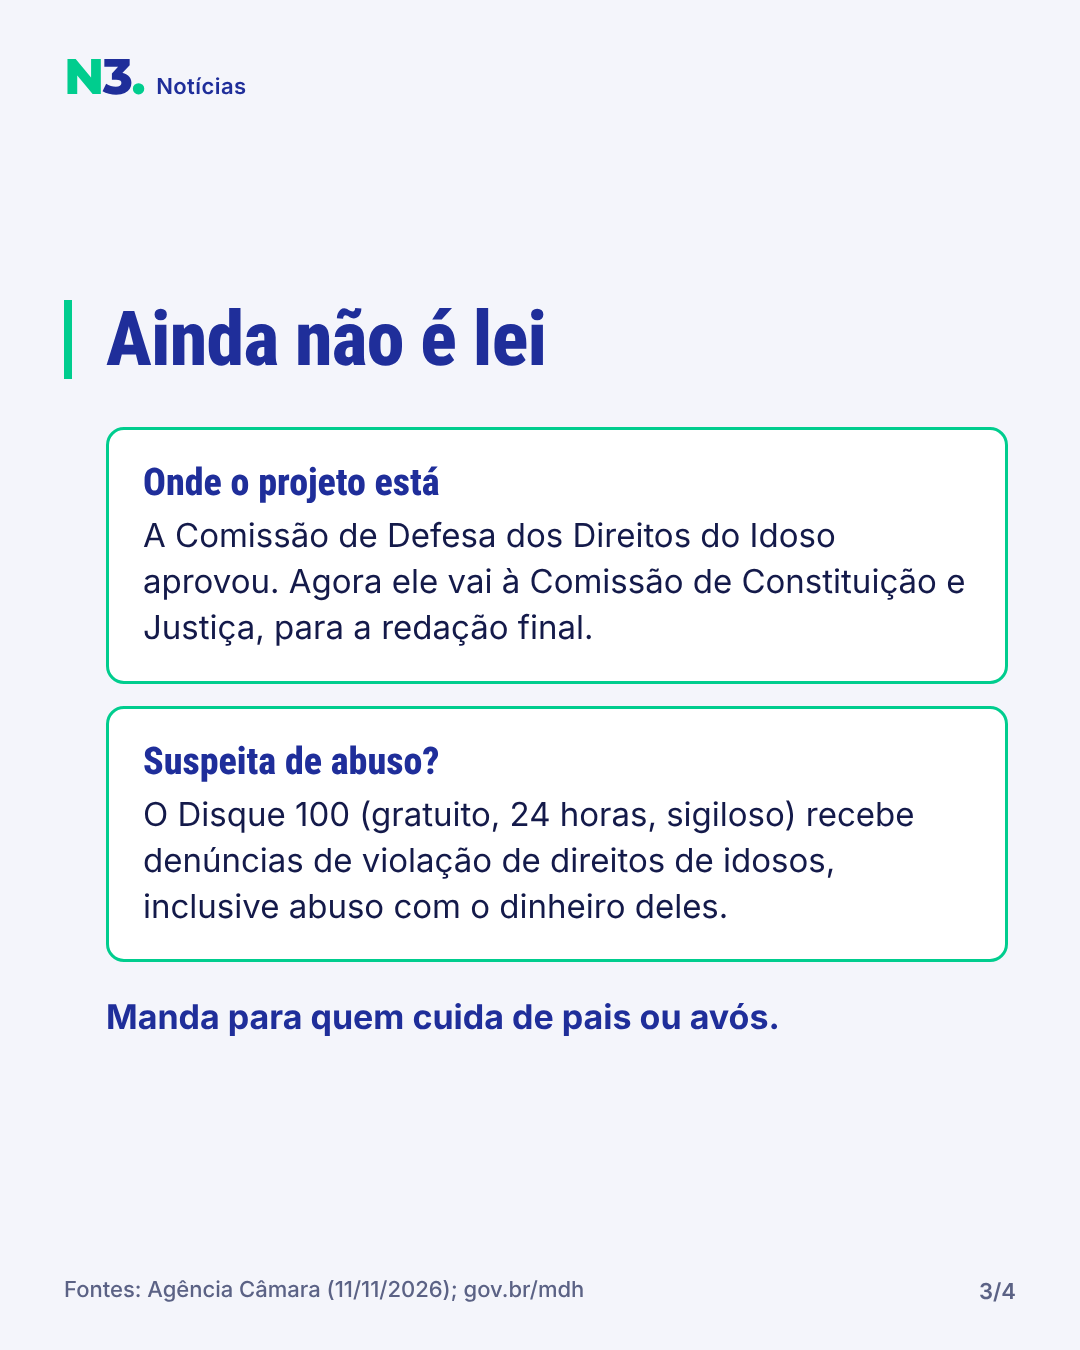 N3. Notícias
Ainda não é lei
Onde o projeto está
A Comissão de Defesa dos Direitos do Idoso
aprovou. Agora ele vai à Comissão de Constituição e
Justiça, para a redação final.
Suspeita de abuso?
O Disque 100 (gratuito, 24 horas, sigiloso) recebe
denúncias de violação de direitos de idosos,
inclusive abuso com o dinheiro deles.
Manda para quem cuida de pais ou avós.
Fontes: Agência Câmara (11/11/2026); gov.br/mdh
3/4